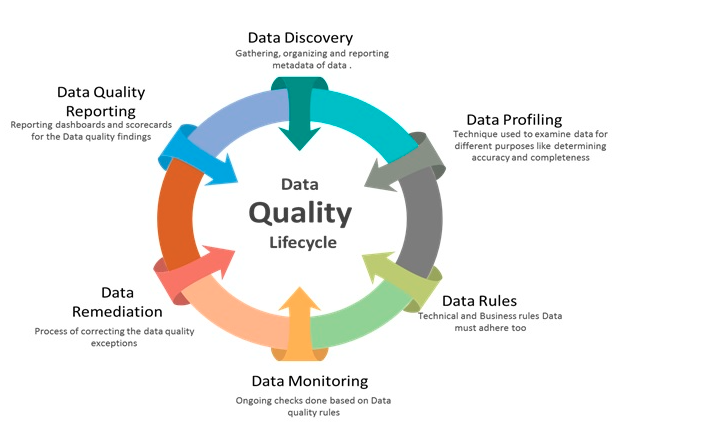 Data Discovery
Gathering, organizing and reporting
metadata of data .
Data Profiling
Technique used to examine data for
different purposes like determining
accuracy and completeness
Data Rules
Technical and Business rules Data
must adhere too
Data Monitoring
Ongoing checks done based on Data
quality rules
Data
Remediation
Process of correcting the data quality
exceptions
Data Quality
Reporting
Reporting dashboards and scorecards
for the Data quality findings
Data
Quality
Lifecycle